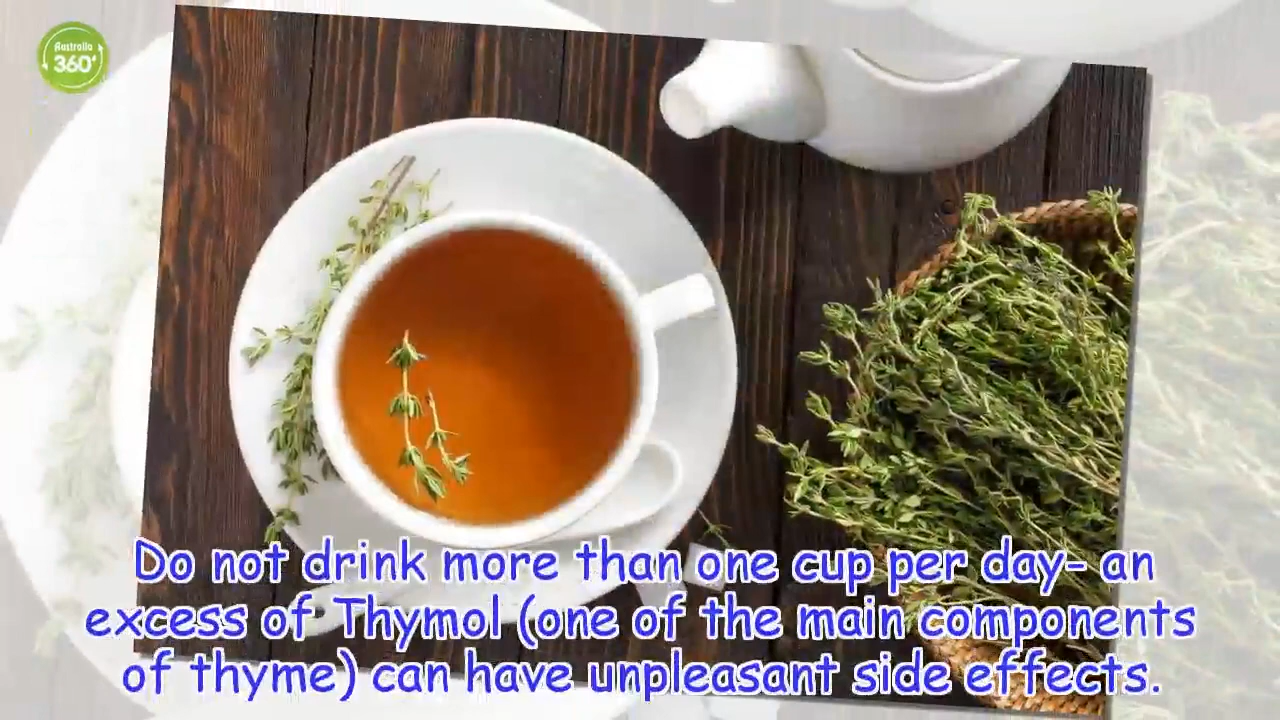 Australia
360°
Do not drink more than one cup per day- an
excess of Thymol (one of the main components
of thyme) can have unpleasant side effects.